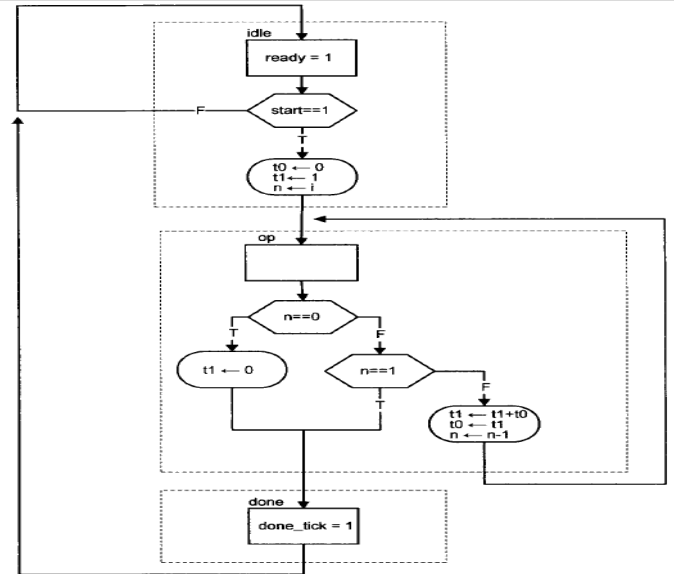 idle
ready = 1
F
start==1
T
t0 ← 0
t1 ← 1
n ← i
op
n==0
T
F
t1 ← 0
n==1
F
T
t1 ← t1+t0
t0 ← t1
n ← n-1
done
done_tick = 1